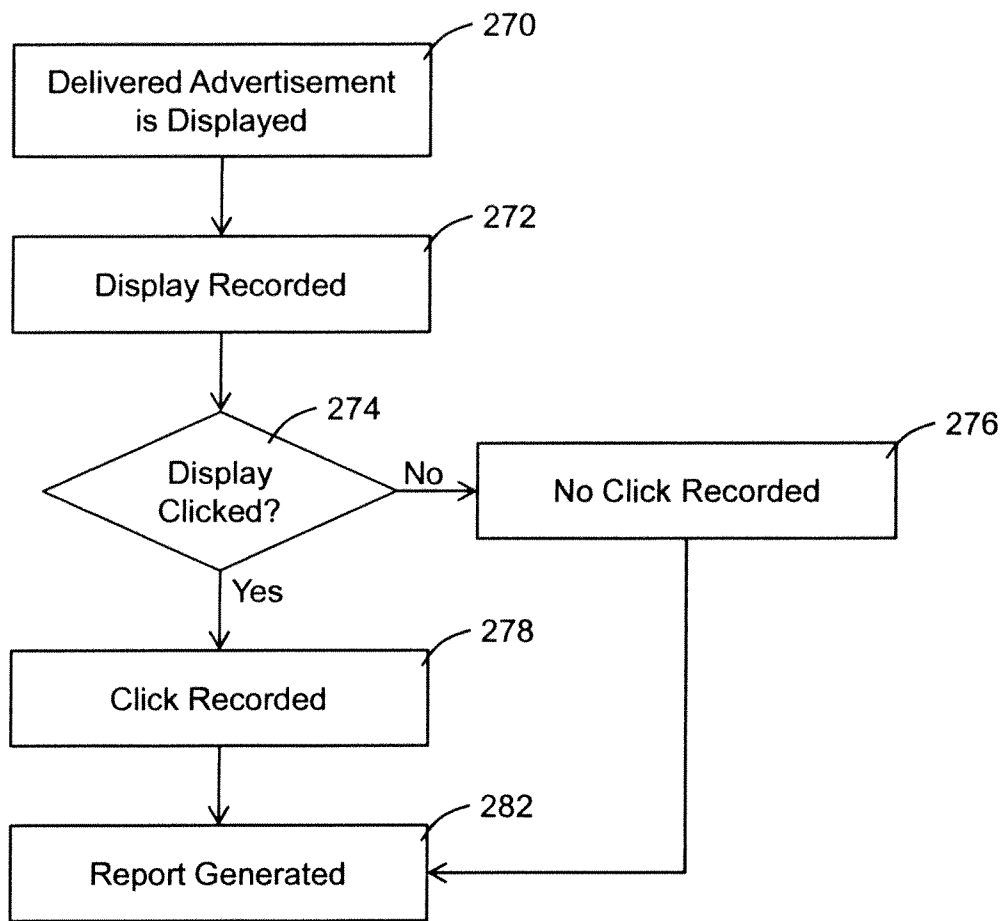 270
Delivered Advertisement
is Displayed
272
Display Recorded
274
Display
Clicked?
No
276
No Click Recorded
Yes
278
Click Recorded
282
Report Generated